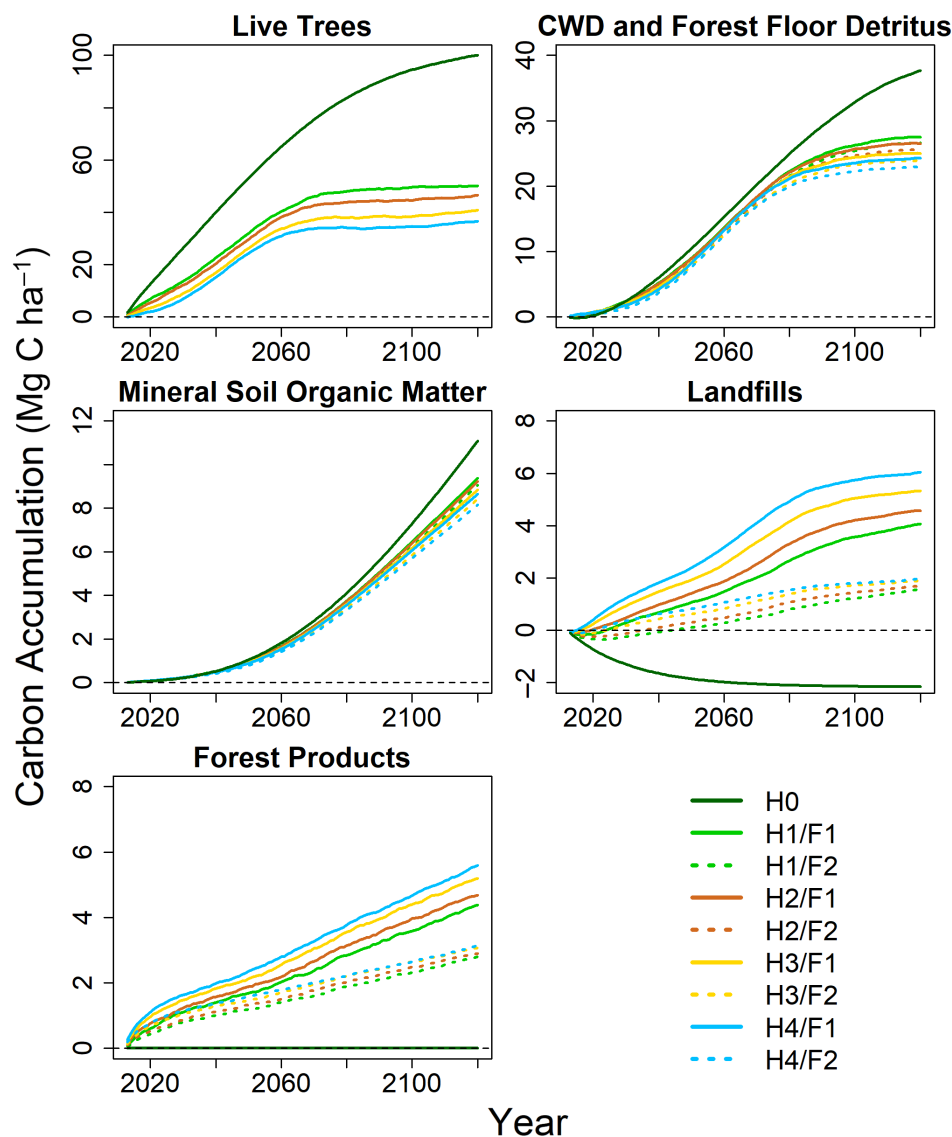 Live Trees
CWD and Forest Floor Detritus
Carbon Accumulation (Mg C ha⁻¹)
100
60
20
0
2020 2060 2100
40
30
20
10
0
2020 2060 2100
Mineral Soil Organic Matter
Landfills
12
8
6
4
2
0
2020 2060 2100
8
6
4
2
0
−2
2020 2060 2100
Forest Products
8
6
4
2
0
2020 2060 2100
H0
H1/F1
H1/F2
H2/F1
H2/F2
H3/F1
H3/F2
H4/F1
H4/F2
Year